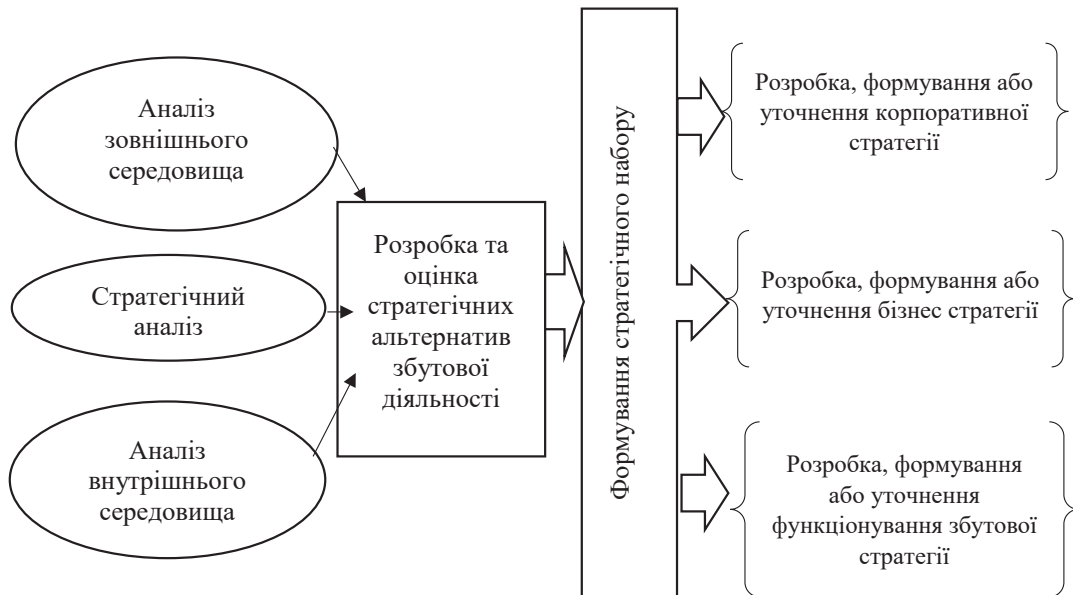 Аналіз
зовнішнього
середовища
Стратегічний
аналіз
Аналіз
внутрішнього
середовища
Розробка та
оцінка
стратегічних
альтернатив
збутової
діяльності
Формування стратегічного набору
Розробка, формування або
уточнення корпоративної
стратегії
Розробка, формування або
уточнення бізнес стратегії
Розробка, формування
або уточнення
функціонування збутової
стратегії